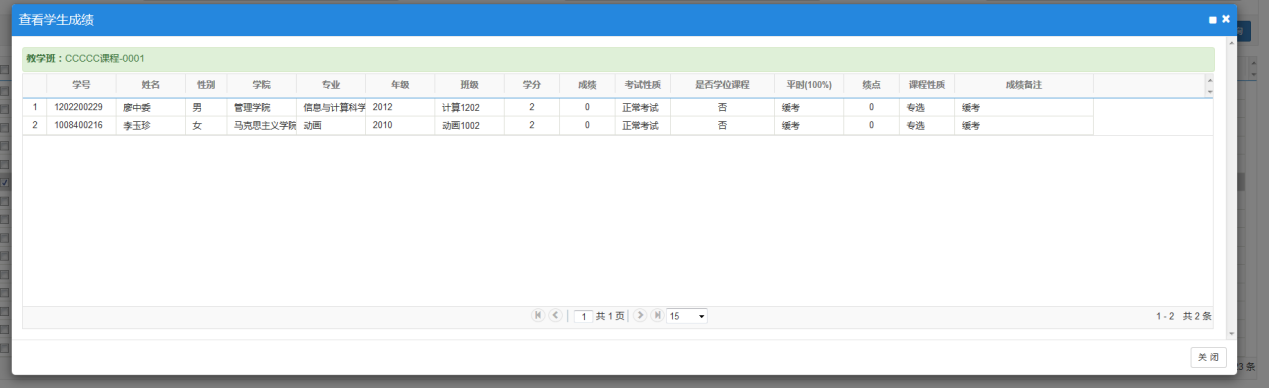 查看学生成绩
教学班：CCCCC课程-0001
学号 姓名 性别 学院 专业 年级 班级 学分 成绩 考试性质 是否学位课程 平时(100%) 绩点 课程性质 成绩备注
1 1202200229 廖中委 男 管理学院 信息与计算科学 2012 计算1202 2 0 正常考试 否 缓考 0 专选 缓考
2 1008400216 李玉珍 女 马克思主义学院 动画 2010 动画1002 2 0 正常考试 否 缓考 0 专选 缓考
1 共 1 页 15 1 - 2 共 2 条
关 闭
3 条